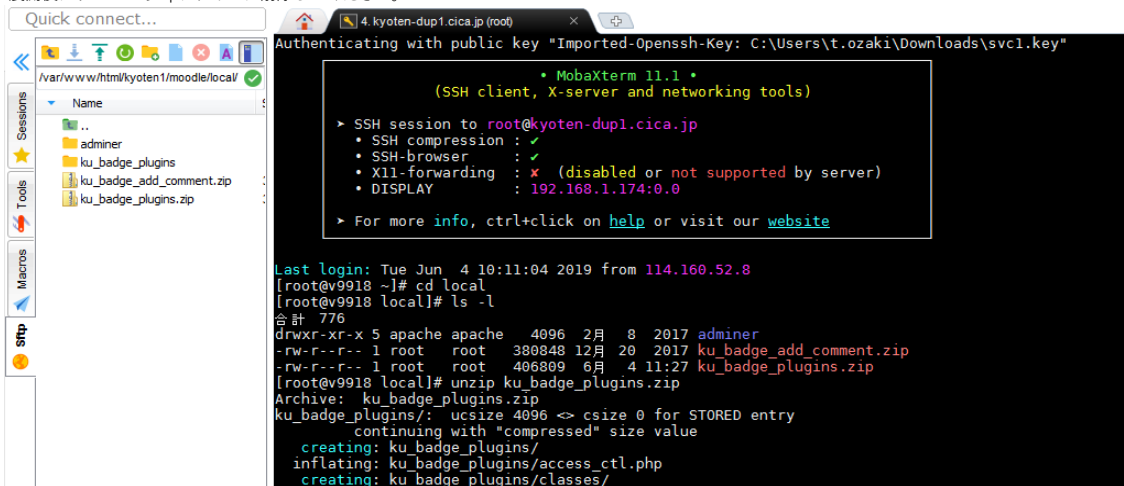 Quick connect...
4. kyoten-dup1.cica.jp (root)
/var/www/html/kyoten1/moodle/local/
Name
..
adminer
ku_badge_plugins
ku_badge_add_comment.zip
ku_badge_plugins.zip
Sessions
Tools
Macros
Sftp
Authenticating with public key "Imported-Openssh-Key: C:\Users\t.ozaki\Downloads\svc1.key"
• MobaXterm 11.1 •
(SSH client, X-server and networking tools)
➤ SSH session to root@kyoten-dup1.cica.jp
• SSH compression : ✔
• SSH-browser : ✔
• X11-forwarding : ✘ (disabled or not supported by server)
• DISPLAY : 192.168.1.174:0.0
➤ For more info, ctrl+click on help or visit our website
Last login: Tue Jun 4 10:11:04 2019 from 114.160.52.8
[root@v9918 ~]# cd local
[root@v9918 local]# ls -l
合計 776
drwxr-xr-x 5 apache apache 4096 2月 8 2017 adminer
-rw-r--r-- 1 root root 380848 12月 20 2017 ku_badge_add_comment.zip
-rw-r--r-- 1 root root 406809 6月 4 11:27 ku_badge_plugins.zip
[root@v9918 local]# unzip ku_badge_plugins.zip
Archive: ku_badge_plugins.zip
ku_badge_plugins/: ucsize 4096 <> csize 0 for STORED entry
continuing with "compressed" size value
creating: ku_badge_plugins/
inflating: ku_badge_plugins/access_ctl.php
creating: ku_badge_plugins/classes/